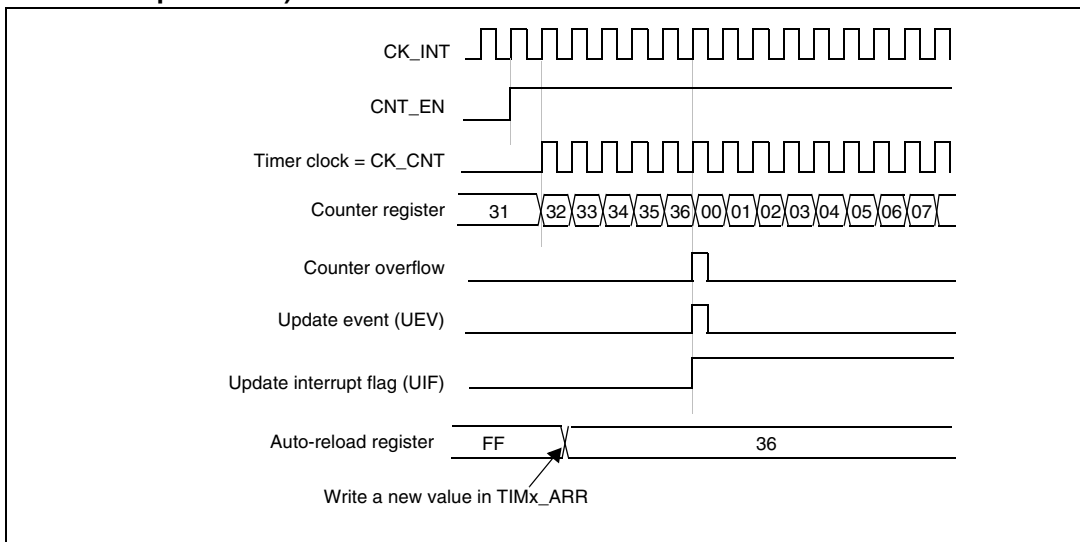 CK_INT
CNT_EN
Timer clock = CK_CNT
Counter register 31 32 33 34 35 36 00 01 02 03 04 05 06 07
Counter overflow
Update event (UEV)
Update interrupt flag (UIF)
Auto-reload register FF 36
Write a new value in TIMx_ARR